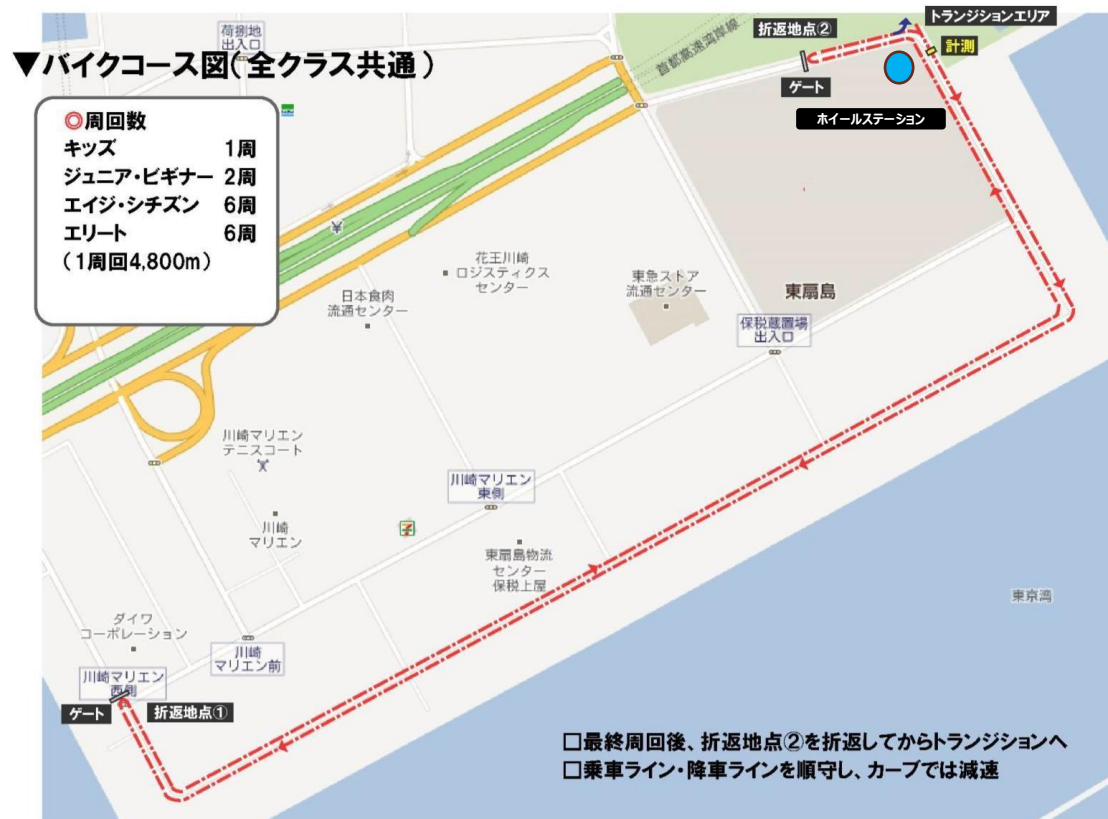 荷捌地
出入口
▼バイクコース図(全クラス共通)
◎周回数
キッズ 1周
ジュニア・ビギナー 2周
エイジ・シチズン 6周
エリート 6周
(1周回4,800m)
首都高速湾岸線
折返地点②
トランジションエリア
計測
ゲート
ホイールステーション
花王川崎
ロジスティクス
センター
日本食肉
流通センター
東急ストア
流通センター
東扇島
保税蔵置場
出入口
川崎マリエン
テニスコート
川崎マリエン
東側
川崎
マリエン
東扇島物流
センター
保税上屋
東京湾
ダイワ
コーポレーション
川崎
マリエン前
川崎マリエン
西側
ゲート
折返地点①
□最終周回後、折返地点②を折返してからトランジションへ
□乗車ライン・降車ラインを順守し、カーブでは減速